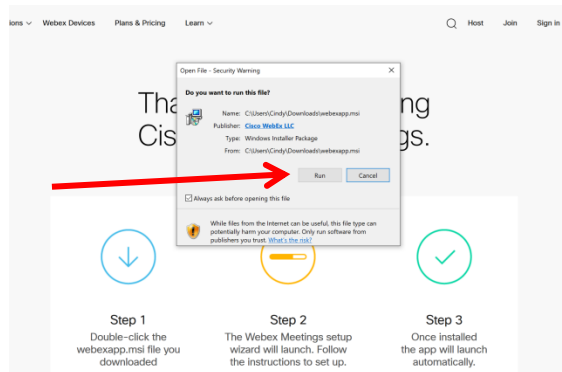 ions Webex Devices Plans & Pricing Learn Host Join Sign in
Open File - Security Warning
Do you want to run this file?
Name: C:\Users\Cindy\Downloads\webexapp.msi
Publisher: Cisco WebEx LLC
Type: Windows Installer Package
From: C:\Users\Cindy\Downloads\webexapp.msi
Run Cancel
Always ask before opening this file
While files from the Internet can be useful, this file type can
potentially harm your computer. Only run software from
publishers you trust. What's the risk?
Tha ng
Cis gs.
Step 1
Double-click the
webexapp.msi file you
downloaded
Step 2
The Webex Meetings setup
wizard will launch. Follow
the instructions to set up.
Step 3
Once installed
the app will launch
automatically.